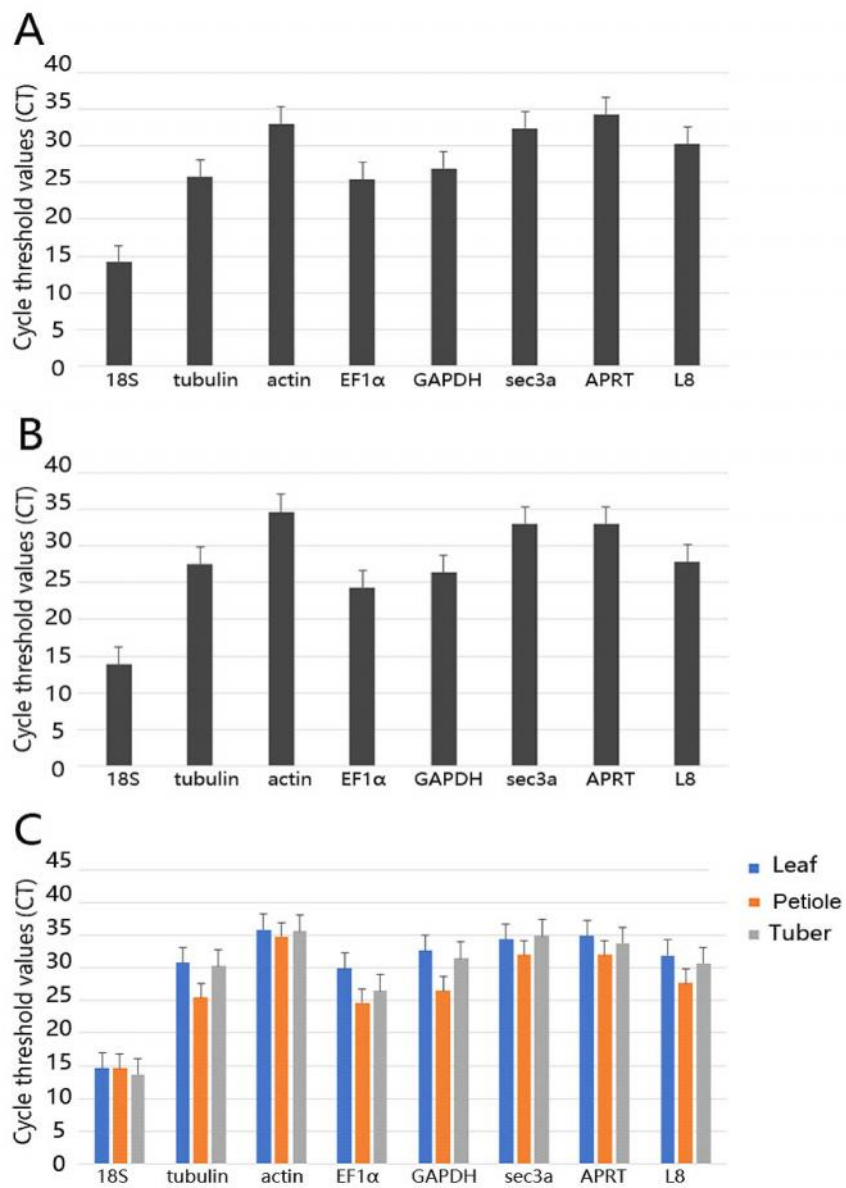 A
Cycle threshold values (CT)
40
35
30
25
20
15
10
5
0
18S tubulin actin EF1α GAPDH sec3a APRT L8
B
Cycle threshold values (CT)
40
35
30
25
20
15
10
5
0
18S tubulin actin EF1α GAPDH sec3a APRT L8
C
Cycle threshold values (CT)
45
40
35
30
25
20
15
10
5
0
18S tubulin actin EF1α GAPDH sec3a APRT L8
Leaf
Petiole
Tuber